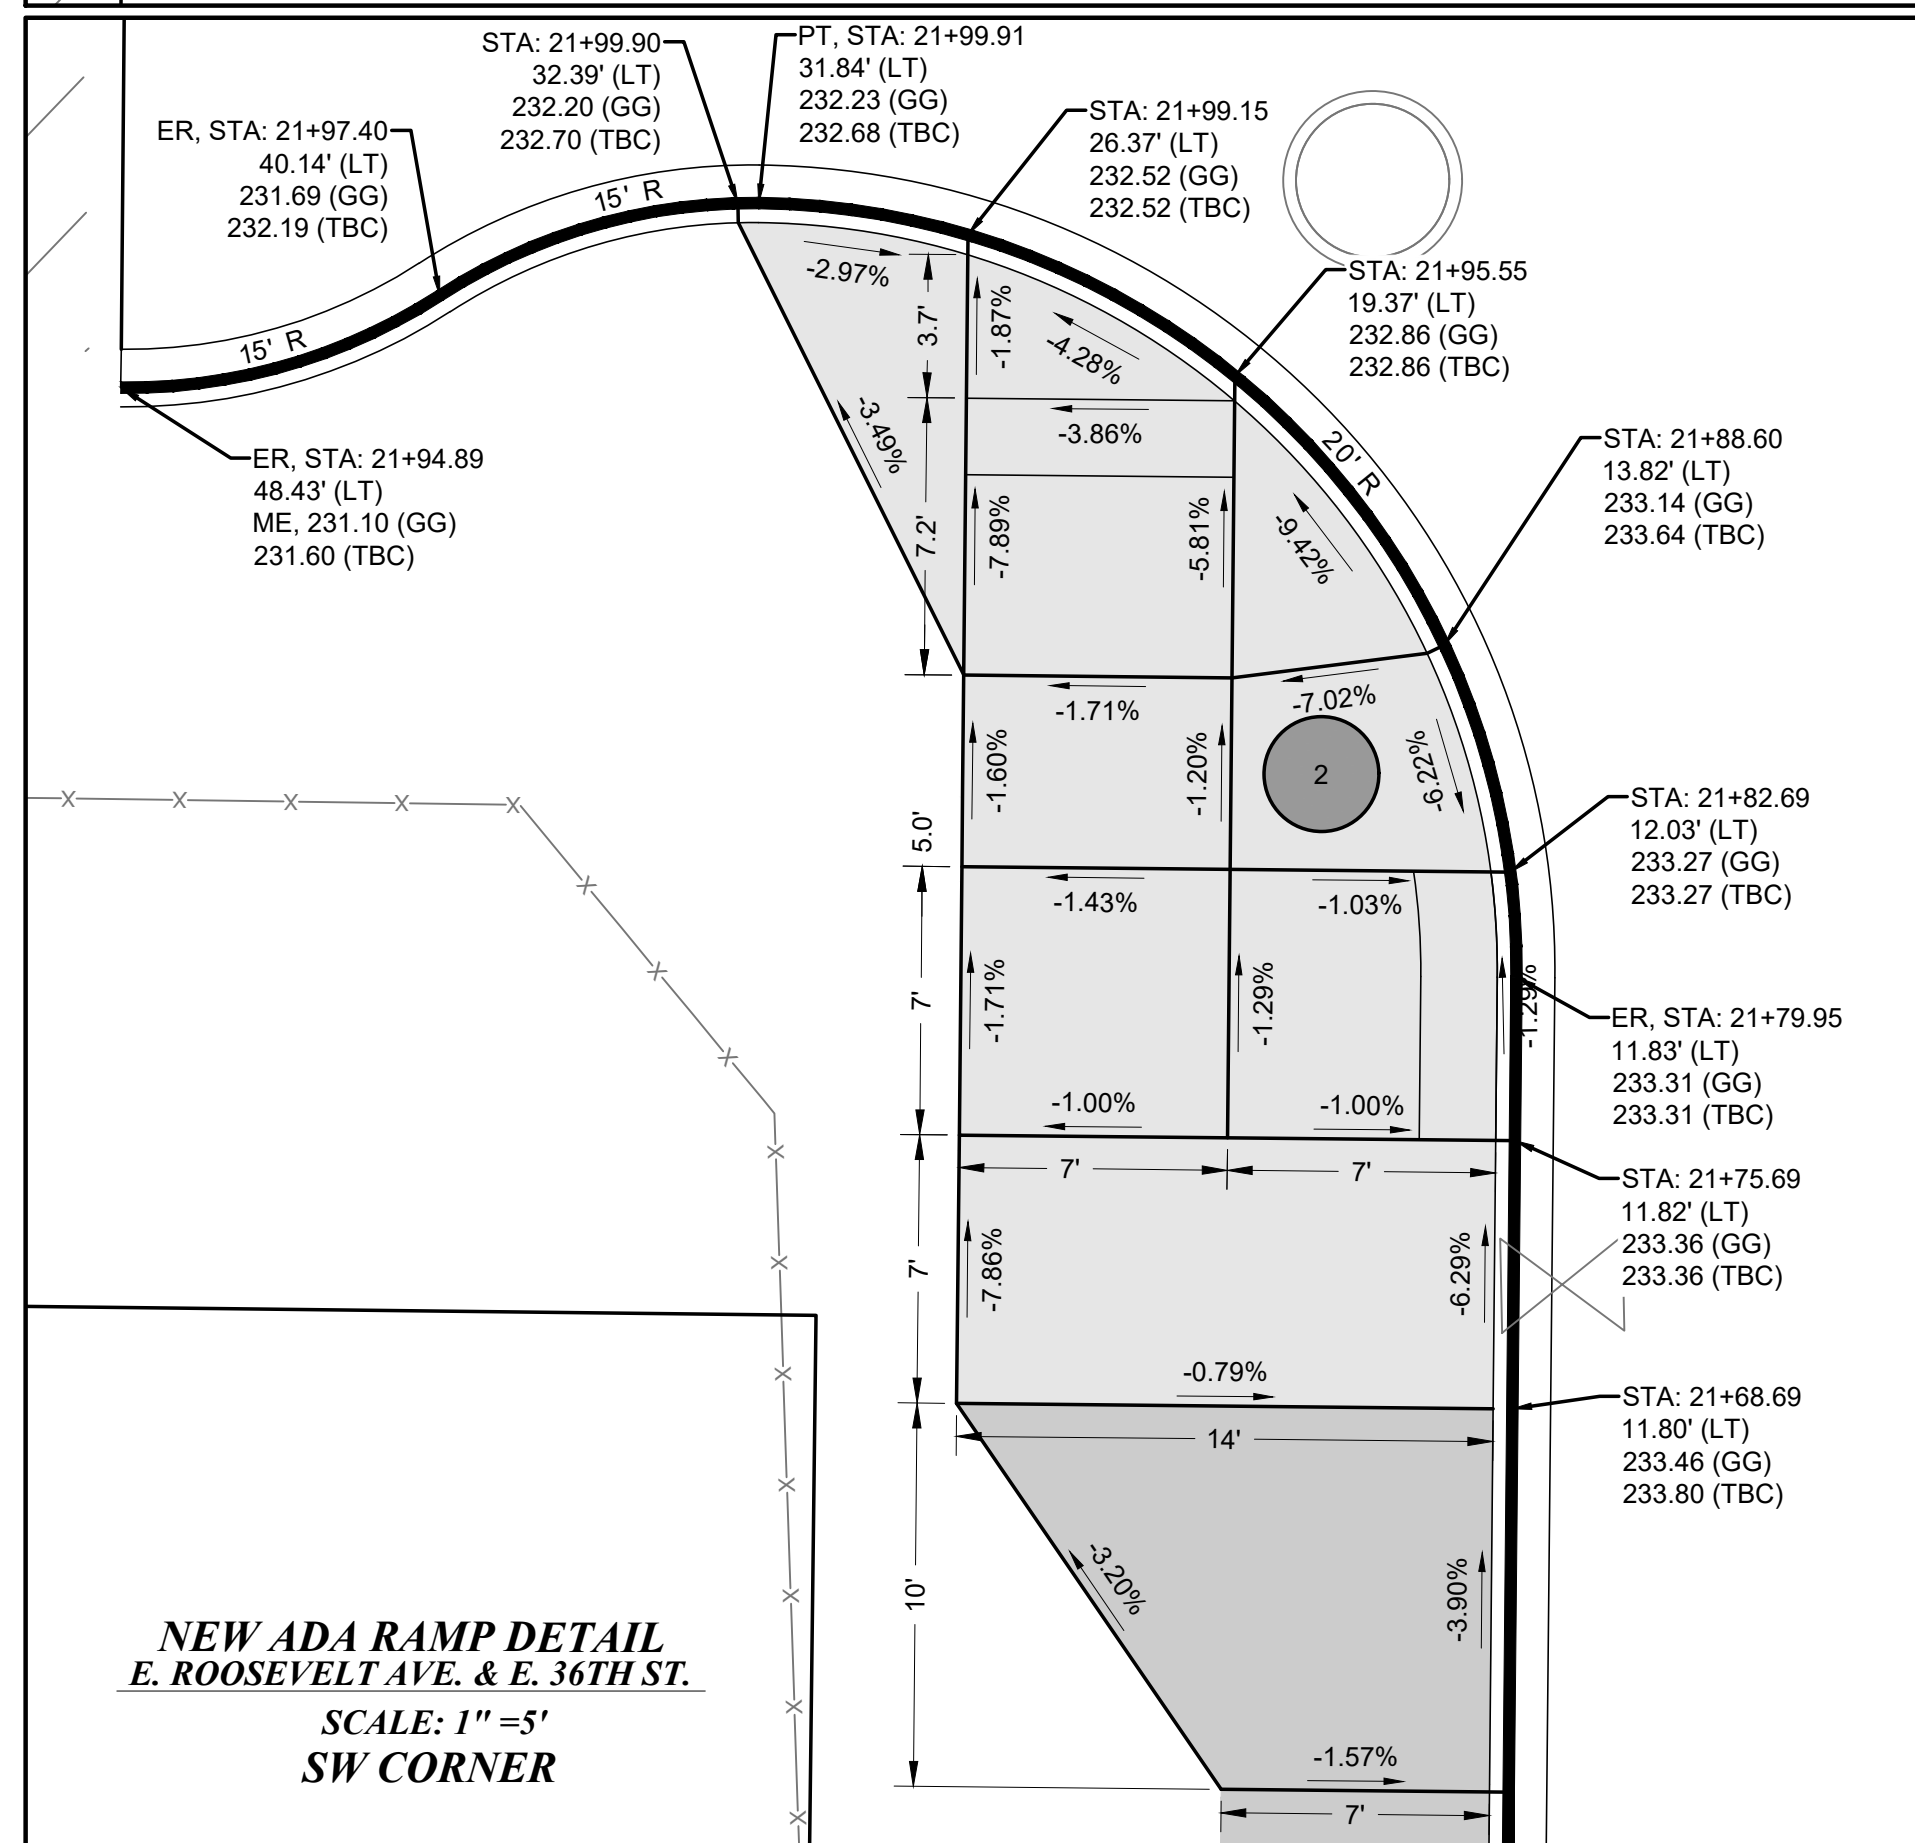 STA: 21+99.90
32.39' (LT)
232.20 (GG)
232.70 (TBC)
PT, STA: 21+99.91
31.84' (LT)
232.23 (GG)
232.68 (TBC)
STA: 21+99.15
26.37' (LT)
232.52 (GG)
232.52 (TBC)
ER, STA: 21+97.40
40.14' (LT)
231.69 (GG)
232.19 (TBC)
15' R
15' R
STA: 21+95.55
19.37' (LT)
232.86 (GG)
232.86 (TBC)
-2.97%
3.7'
-1.87%
-4.28%
-3.49%
-3.86%
20' R
ER, STA: 21+94.89
48.43' (LT)
ME, 231.10 (GG)
231.60 (TBC)
STA: 21+88.60
13.82' (LT)
233.14 (GG)
233.64 (TBC)
7.2'
-7.89%
-5.81%
-9.42%
-1.71%
-7.02%
-1.60%
-1.20%
2
-6.22%
X X X X X
5.0'
STA: 21+82.69
12.03' (LT)
233.27 (GG)
233.27 (TBC)
-1.43%
-1.03%
X
X
X
7'
-1.71%
-1.29%
-1.29%
ER, STA: 21+79.95
11.83' (LT)
233.31 (GG)
233.31 (TBC)
-1.00%
-1.00%
7'
7'
STA: 21+75.69
11.82' (LT)
233.36 (GG)
233.36 (TBC)
X
X
X
X
X
X
X
7'
-7.86%
-6.29%
-0.79%
14'
STA: 21+68.69
11.80' (LT)
233.46 (GG)
233.80 (TBC)
10'
-3.20%
-3.90%
-1.57%
7'
NEW ADA RAMP DETAIL
E. ROOSEVELT AVE. & E. 36TH ST.
SCALE: 1" =5'
SW CORNER